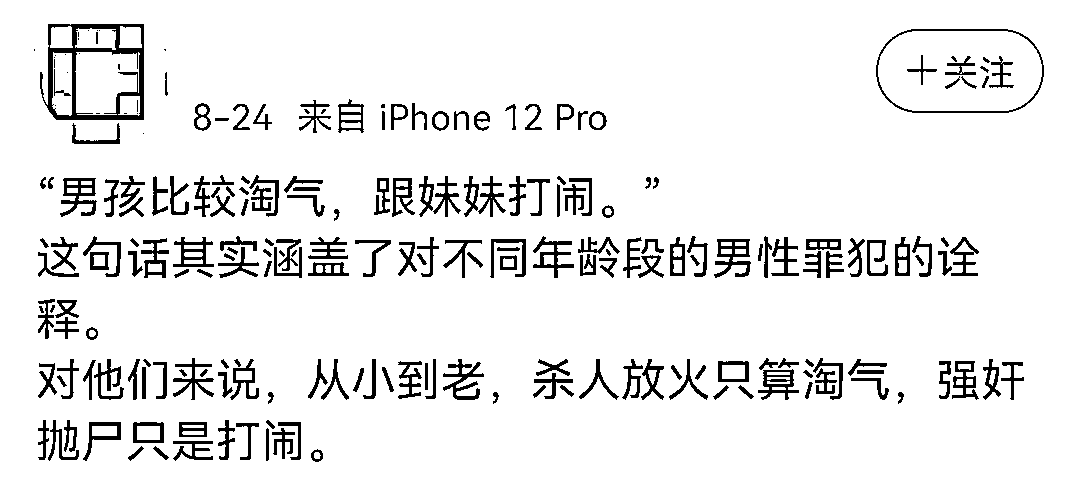 +关注
8-24 来自 iPhone 12 Pro
“男孩比较淘气，跟妹妹打闹。”
这句话其实涵盖了对不同年龄段的男性罪犯的诠
释。
对他们来说，从小到老，杀人放火只算淘气，强奸
抛尸只是打闹。